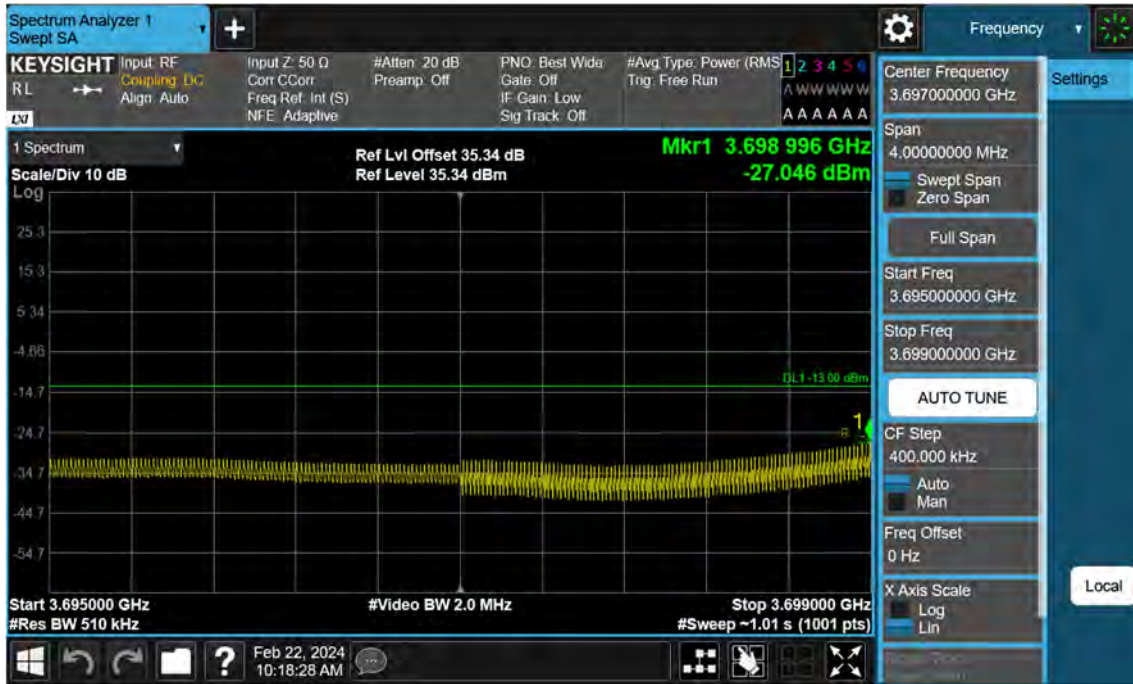 Spectrum Analyzer 1
Swept SA
+
Frequency
KEYSIGHT
RL
LXI
Input: RF
Coupling: DC
Align: Auto
Input Z: 50 Ω
Corr CCorr
Freq Ref: Int (S)
NFE: Adaptive
#Atten: 20 dB
Preamp: Off
PNO: Best Wide
Gate: Off
IF Gain: Low
Sig Track: Off
#Avg Type: Power (RMS
Trig: Free Run
1 2 3 4 5 6
A W W W W W
A A A A A A
1 Spectrum
Scale/Div 10 dB
Log
Ref Lvl Offset 35.34 dB
Ref Level 35.34 dBm
Mkr1 3.698 996 GHz
-27.046 dBm
25.3
15.3
5.34
-4.66
DL1 -13.00 dBm
-14.7
1
-24.7
-34.7
-44.7
-54.7
Start 3.695000 GHz
#Res BW 510 kHz
#Video BW 2.0 MHz
Stop 3.699000 GHz
#Sweep ~1.01 s (1001 pts)
Center Frequency
3.697000000 GHz
Settings
Span
4.00000000 MHz
Swept Span
Zero Span
Full Span
Start Freq
3.695000000 GHz
Stop Freq
3.699000000 GHz
AUTO TUNE
CF Step
400.000 kHz
Auto
Man
Freq Offset
0 Hz
X Axis Scale
Log
Lin
Local
?
Feb 22, 2024
10:18:28 AM